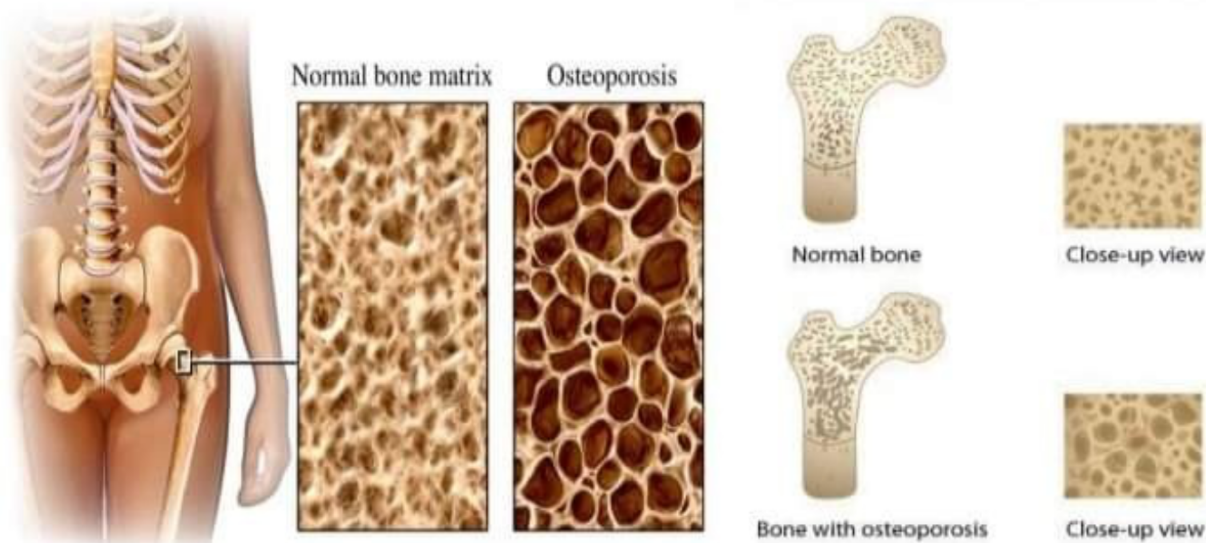 Normal bone matrix
Osteoporosis
Normal bone
Close-up view
Bone with osteoporosis
Close-up view